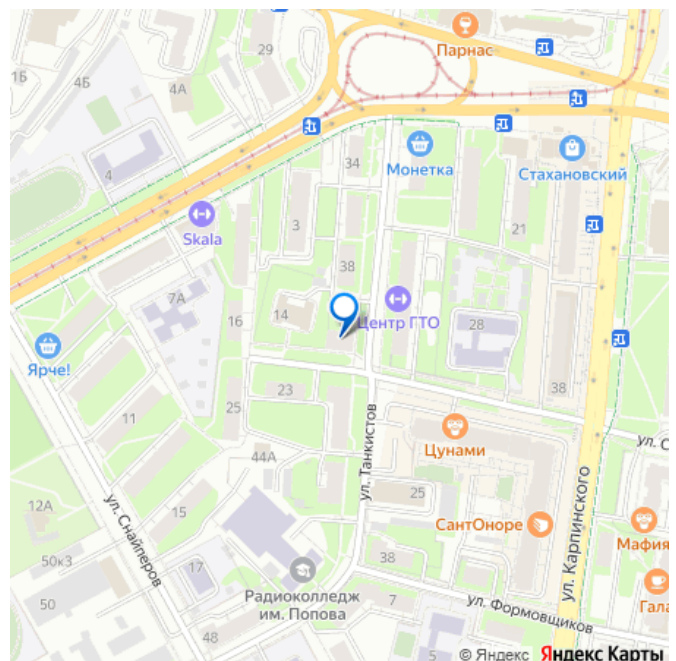 Парнас
29
1Б
4Б
4А
34
Монетка
Стахановский
4
3
21
Skala
38
7А
14
Центр ГТО
28
16
Ярче!
23
38
11
25
ул. С
Цунами
44А
ул. Танкистов
25
12А
ул. Снайперов
15
СантОноре
ул. Карпинского
Мафия
50к3
17
38
Радиоколледж
им. Попова
50
7
ул. Формовщиков
Гала
48
© Яндекс Яндекс Карты